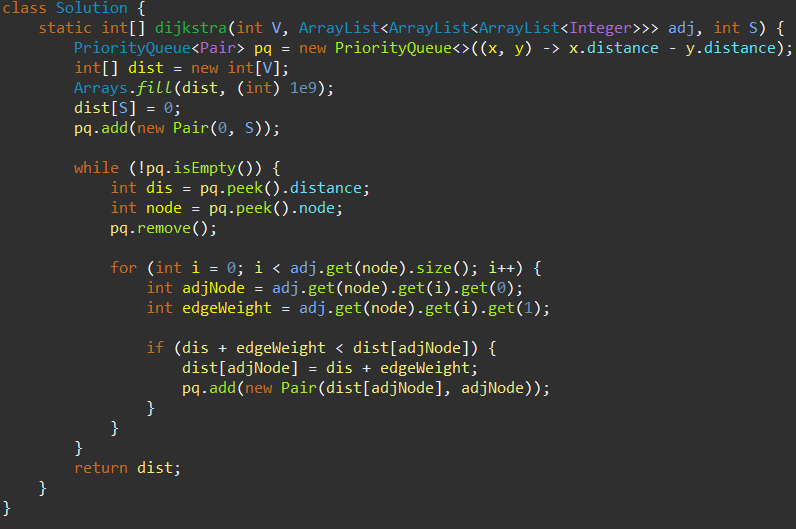 class Solution {
    static int[] dijkstra(int V, ArrayList<ArrayList<ArrayList<Integer>>> adj, int S) {
        PriorityQueue<Pair> pq = new PriorityQueue<>((x, y) -> x.distance - y.distance);
        int[] dist = new int[V];
        Arrays.fill(dist, (int) 1e9);
        dist[S] = 0;
        pq.add(new Pair(0, S));

        while (!pq.isEmpty()) {
            int dis = pq.peek().distance;
            int node = pq.peek().node;
            pq.remove();

            for (int i = 0; i < adj.get(node).size(); i++) {
                int adjNode = adj.get(node).get(i).get(0);
                int edgeWeight = adj.get(node).get(i).get(1);

                if (dis + edgeWeight < dist[adjNode]) {
                    dist[adjNode] = dis + edgeWeight;
                    pq.add(new Pair(dist[adjNode], adjNode));
                }
            }
        }
        return dist;
    }
}